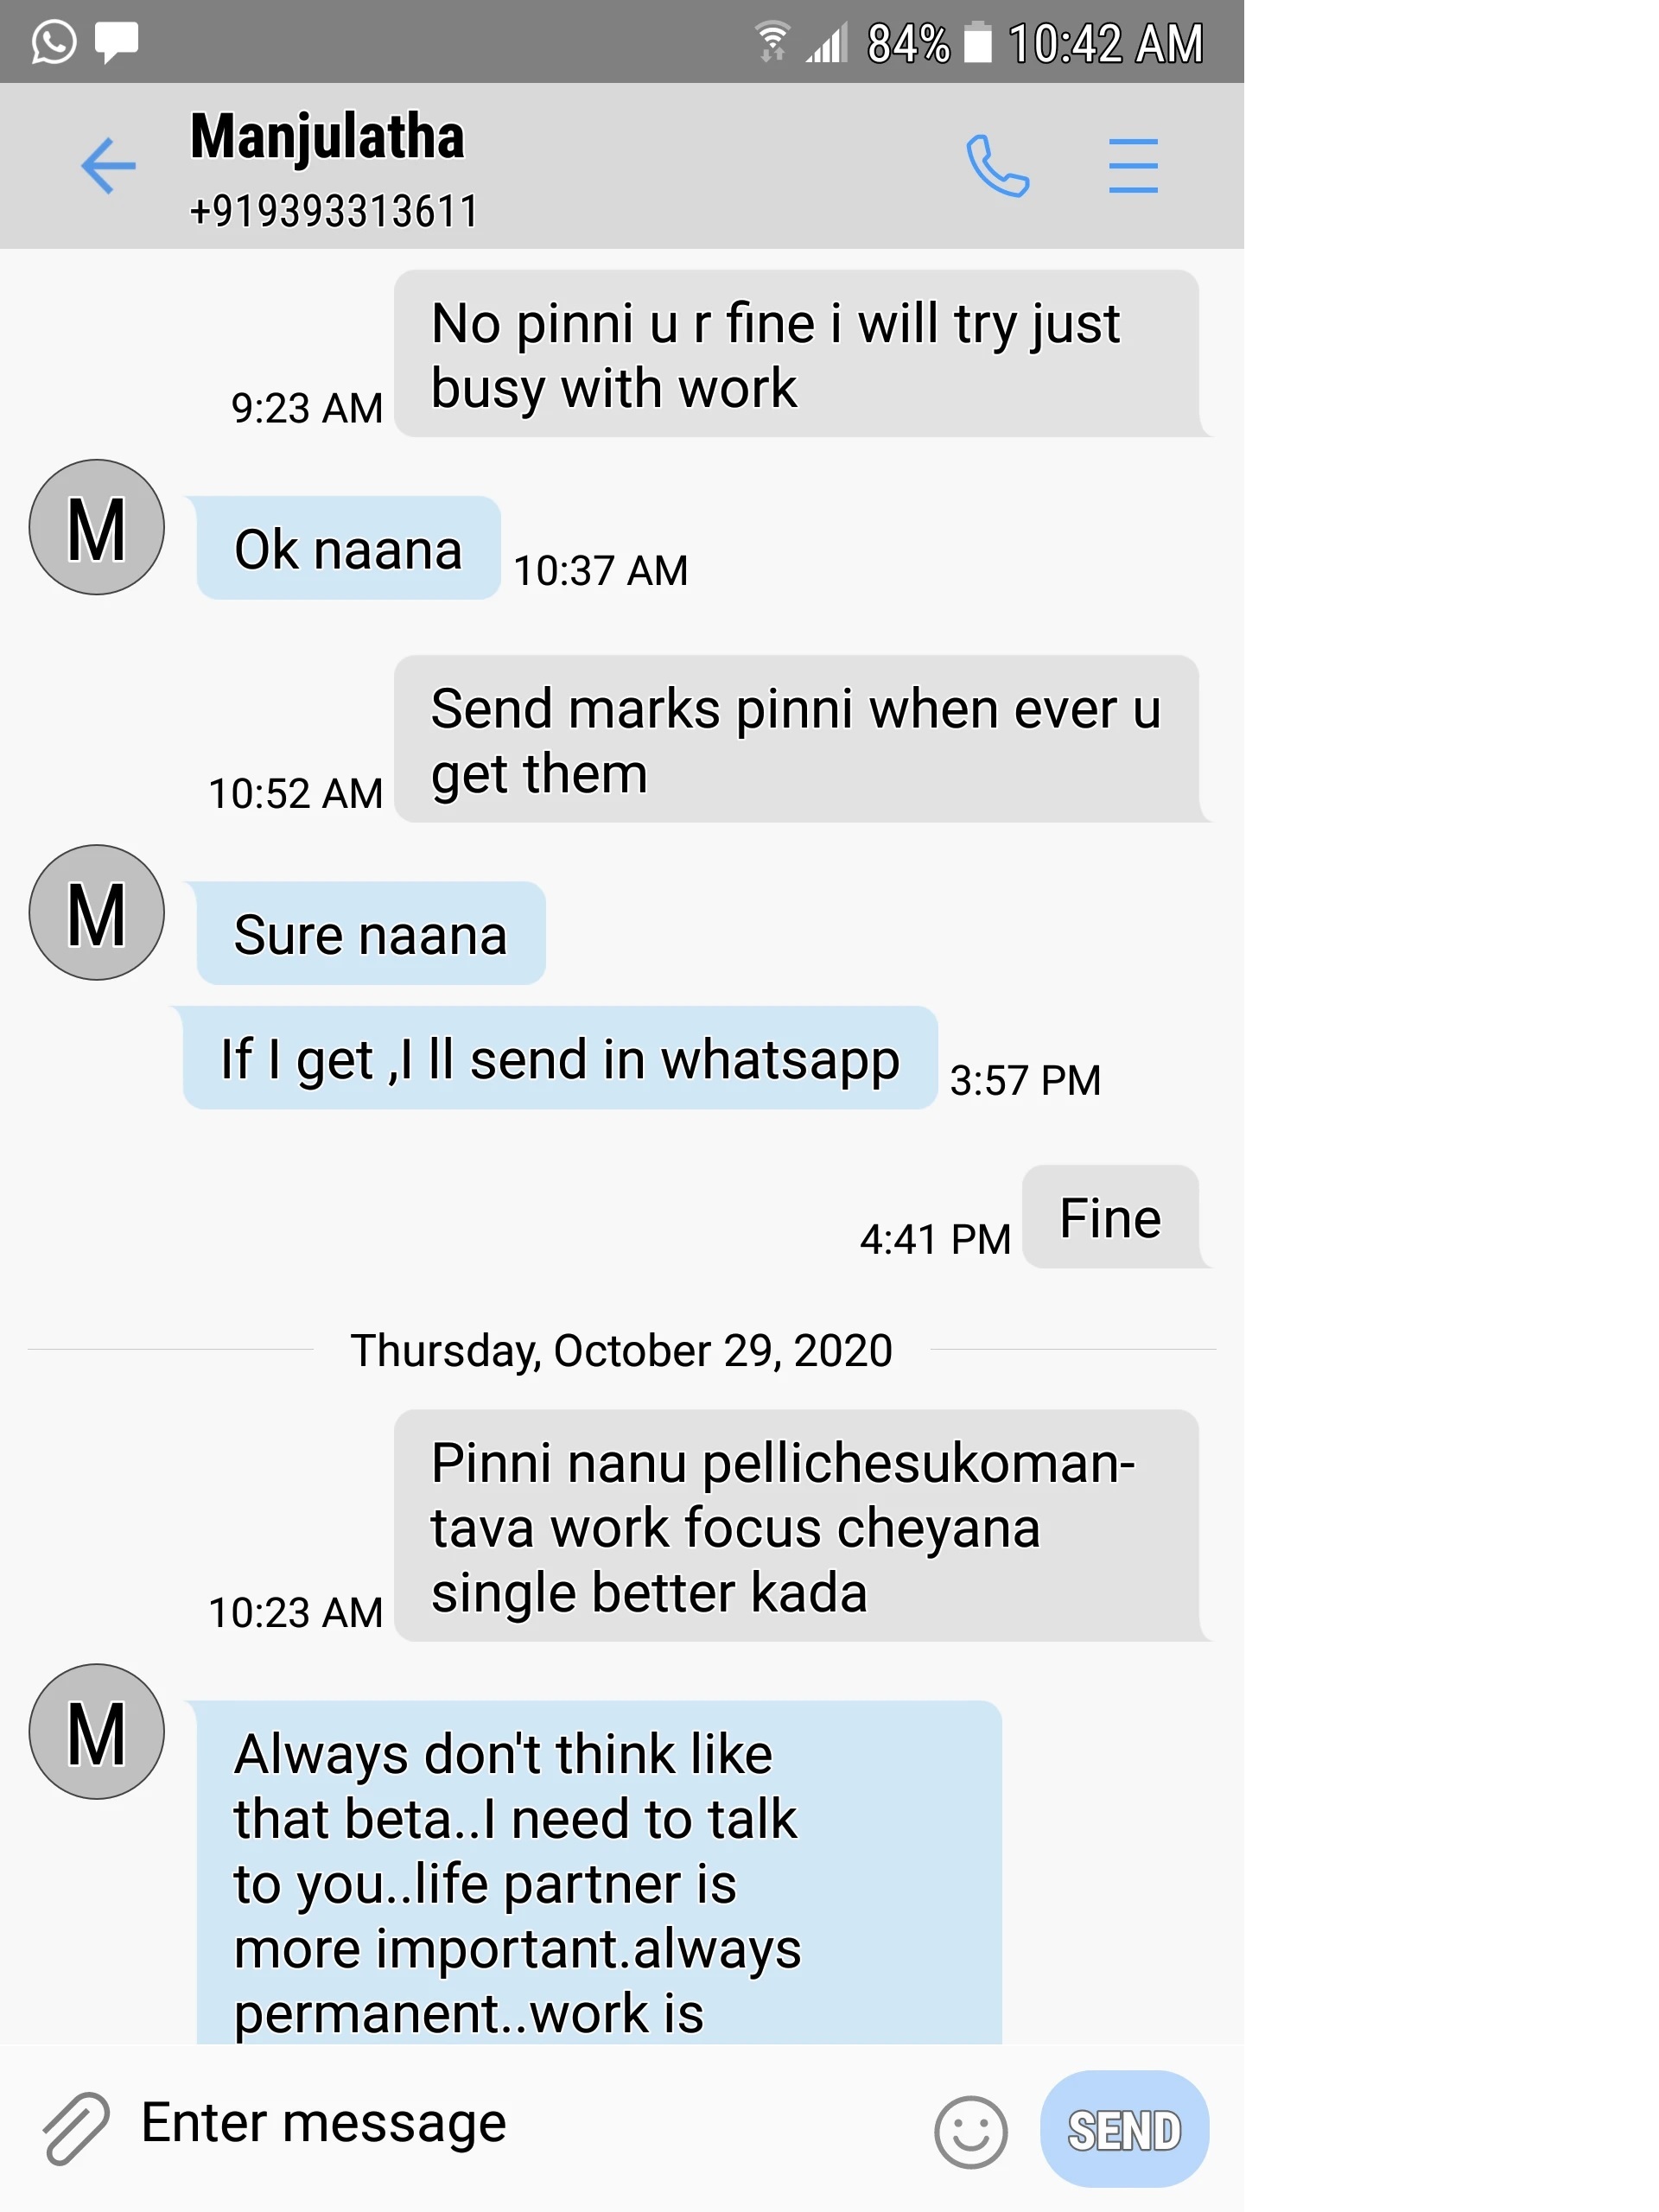 84% 10:42 AM
Manjulatha
+919393313611
No pinni u r fine i will try just
busy with work
9:23 AM
M
Ok naana
10:37 AM
Send marks pinni when ever u
get them
10:52 AM
M
Sure naana
If I get ,I ll send in whatsapp
3:57 PM
Fine
4:41 PM
Thursday, October 29, 2020
Pinni nanu pellichesukoman-
tava work focus cheyana
single better kada
10:23 AM
M
Always don't think like
that beta..I need to talk
to you..life partner is
more important.always
permanent..work is
Enter message
SEND